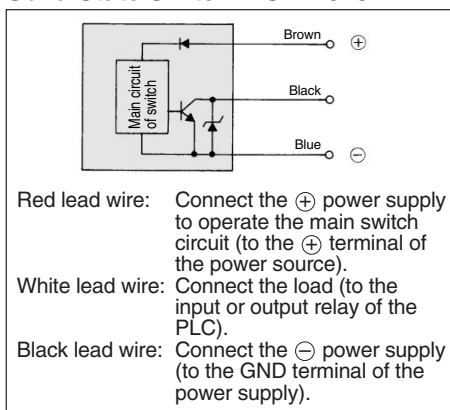 Brown ⊕
Main circuit
of switch
Black
Blue ⊖
Red lead wire: Connect the ⊕ power supply
to operate the main switch
circuit (to the ⊕ terminal of
the power source).
White lead wire: Connect the load (to the
input or output relay of the
PLC).
Black lead wire: Connect the ⊖ power supply
(to the GND terminal of the
power supply).